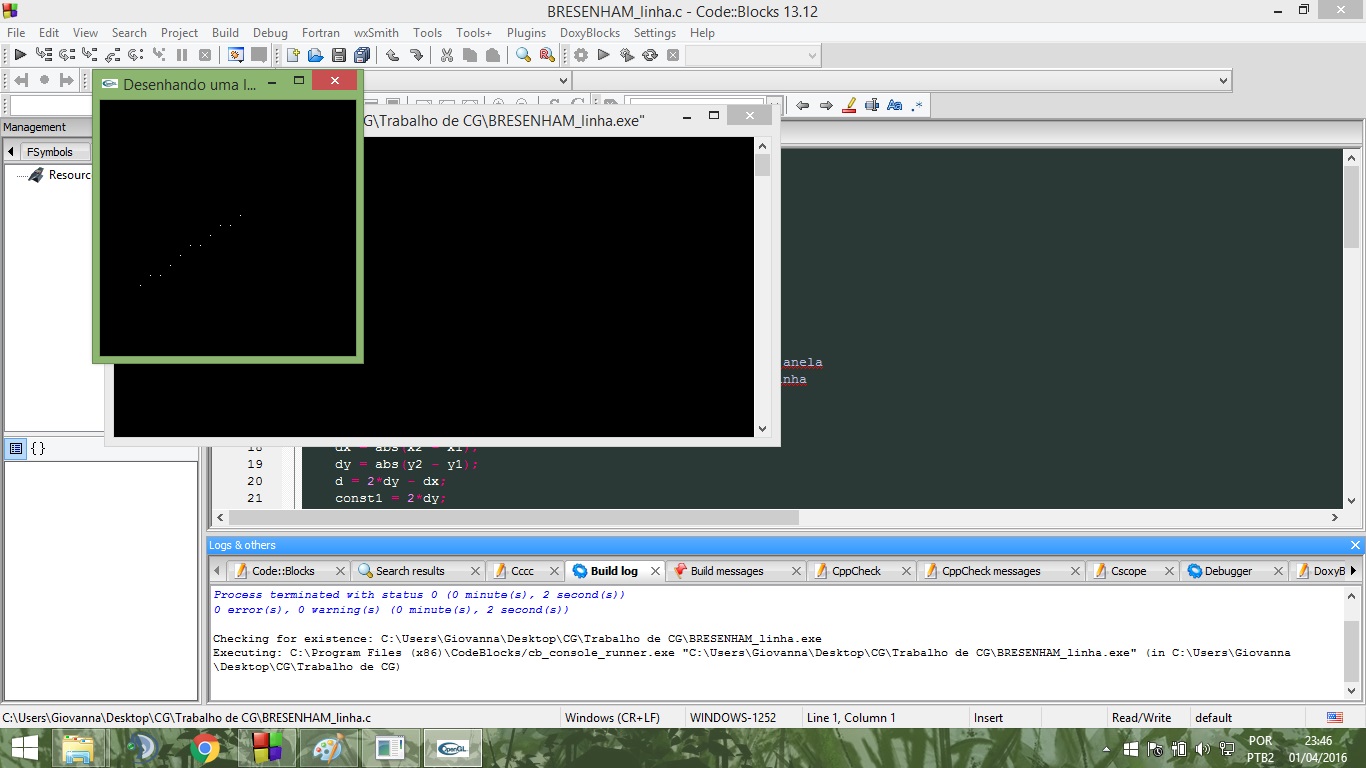 BRESENHAM_linha.c - Code::Blocks 13.12
File Edit View Search Project Build Debug Fortran wxSmith Tools Tools+ Plugins DoxyBlocks Settings Help
Desenhando uma l...
G\Trabalho de CG\BRESENHAM_linha.exe"
Management
FSymbols
Resourc
anela
nha
18 dx = abs(x2 - x1);
19 dy = abs(y2 - y1);
20 d = 2*dy - dx;
21 const1 = 2*dy;
Logs & others
Code::Blocks Search results Cccc Build log Build messages CppCheck CppCheck messages Cscope Debugger DoxyB
Process terminated with status 0 (0 minute(s), 2 second(s))
0 error(s), 0 warning(s) (0 minute(s), 2 second(s))
Checking for existence: C:\Users\Giovanna\Desktop\CG\Trabalho de CG\BRESENHAM_linha.exe
Executing: C:\Program Files (x86)\CodeBlocks/cb_console_runner.exe "C:\Users\Giovanna\Desktop\CG\Trabalho de CG\BRESENHAM_linha.exe" (in C:\Users\Giovanna
\Desktop\CG\Trabalho de CG)
C:\Users\Giovanna\Desktop\CG\Trabalho de CG\BRESENHAM_linha.c Windows (CR+LF) WINDOWS-1252 Line 1, Column 1 Insert Read/Write default
OpenGL
POR 23:46
PTB2 01/04/2016